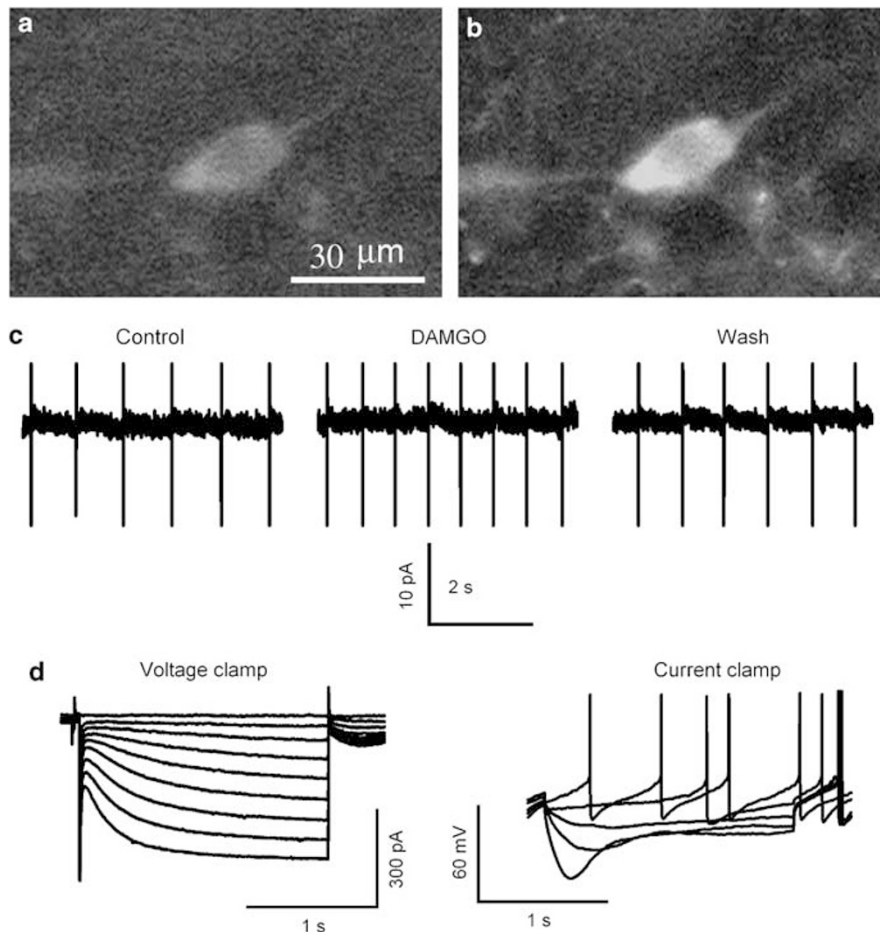 a
b
30 μm
c
Control
DAMGO
Wash
10 pA
2 s
d
Voltage clamp
Current clamp
300 pA
1 s
60 mV
1 s